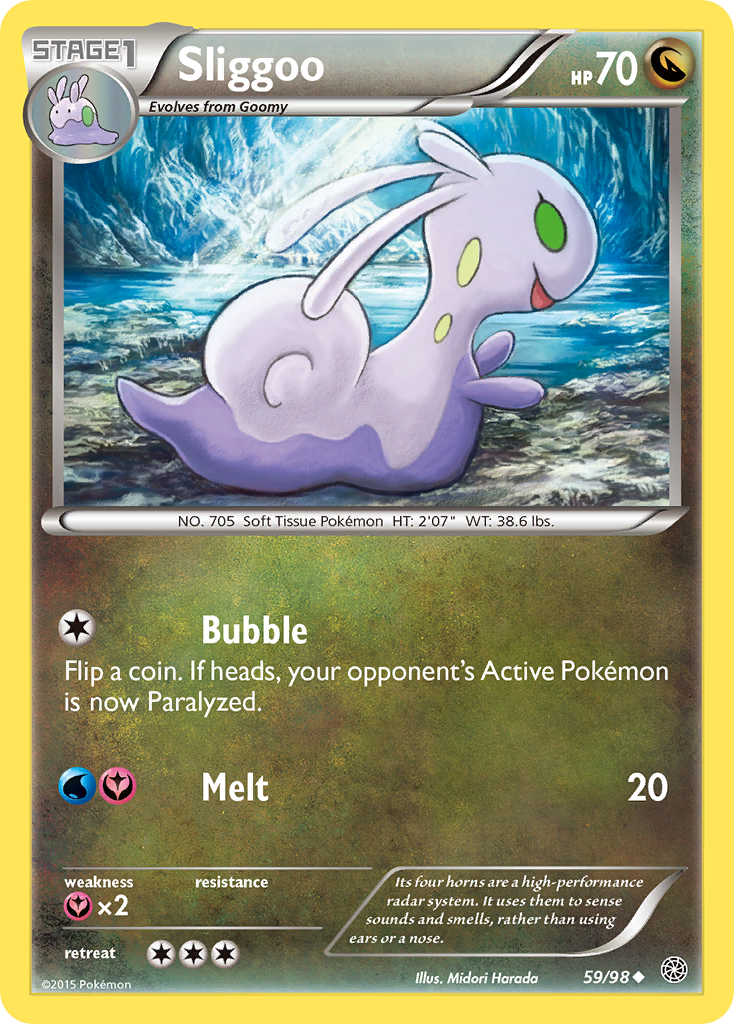 STAGE1
Sliggoo
HP70
Evolves from Goomy
NO. 705 Soft Tissue Pokémon HT: 2'07" WT: 38.6 lbs.
Bubble
Flip a coin. If heads, your opponent's Active Pokémon
is now Paralyzed.
Melt 20
weakness resistance
×2
Its four horns are a high-performance
radar system. It uses them to sense
sounds and smells, rather than using
ears or a nose.
retreat
©2015 Pokémon
Illus. Midori Harada
59/98